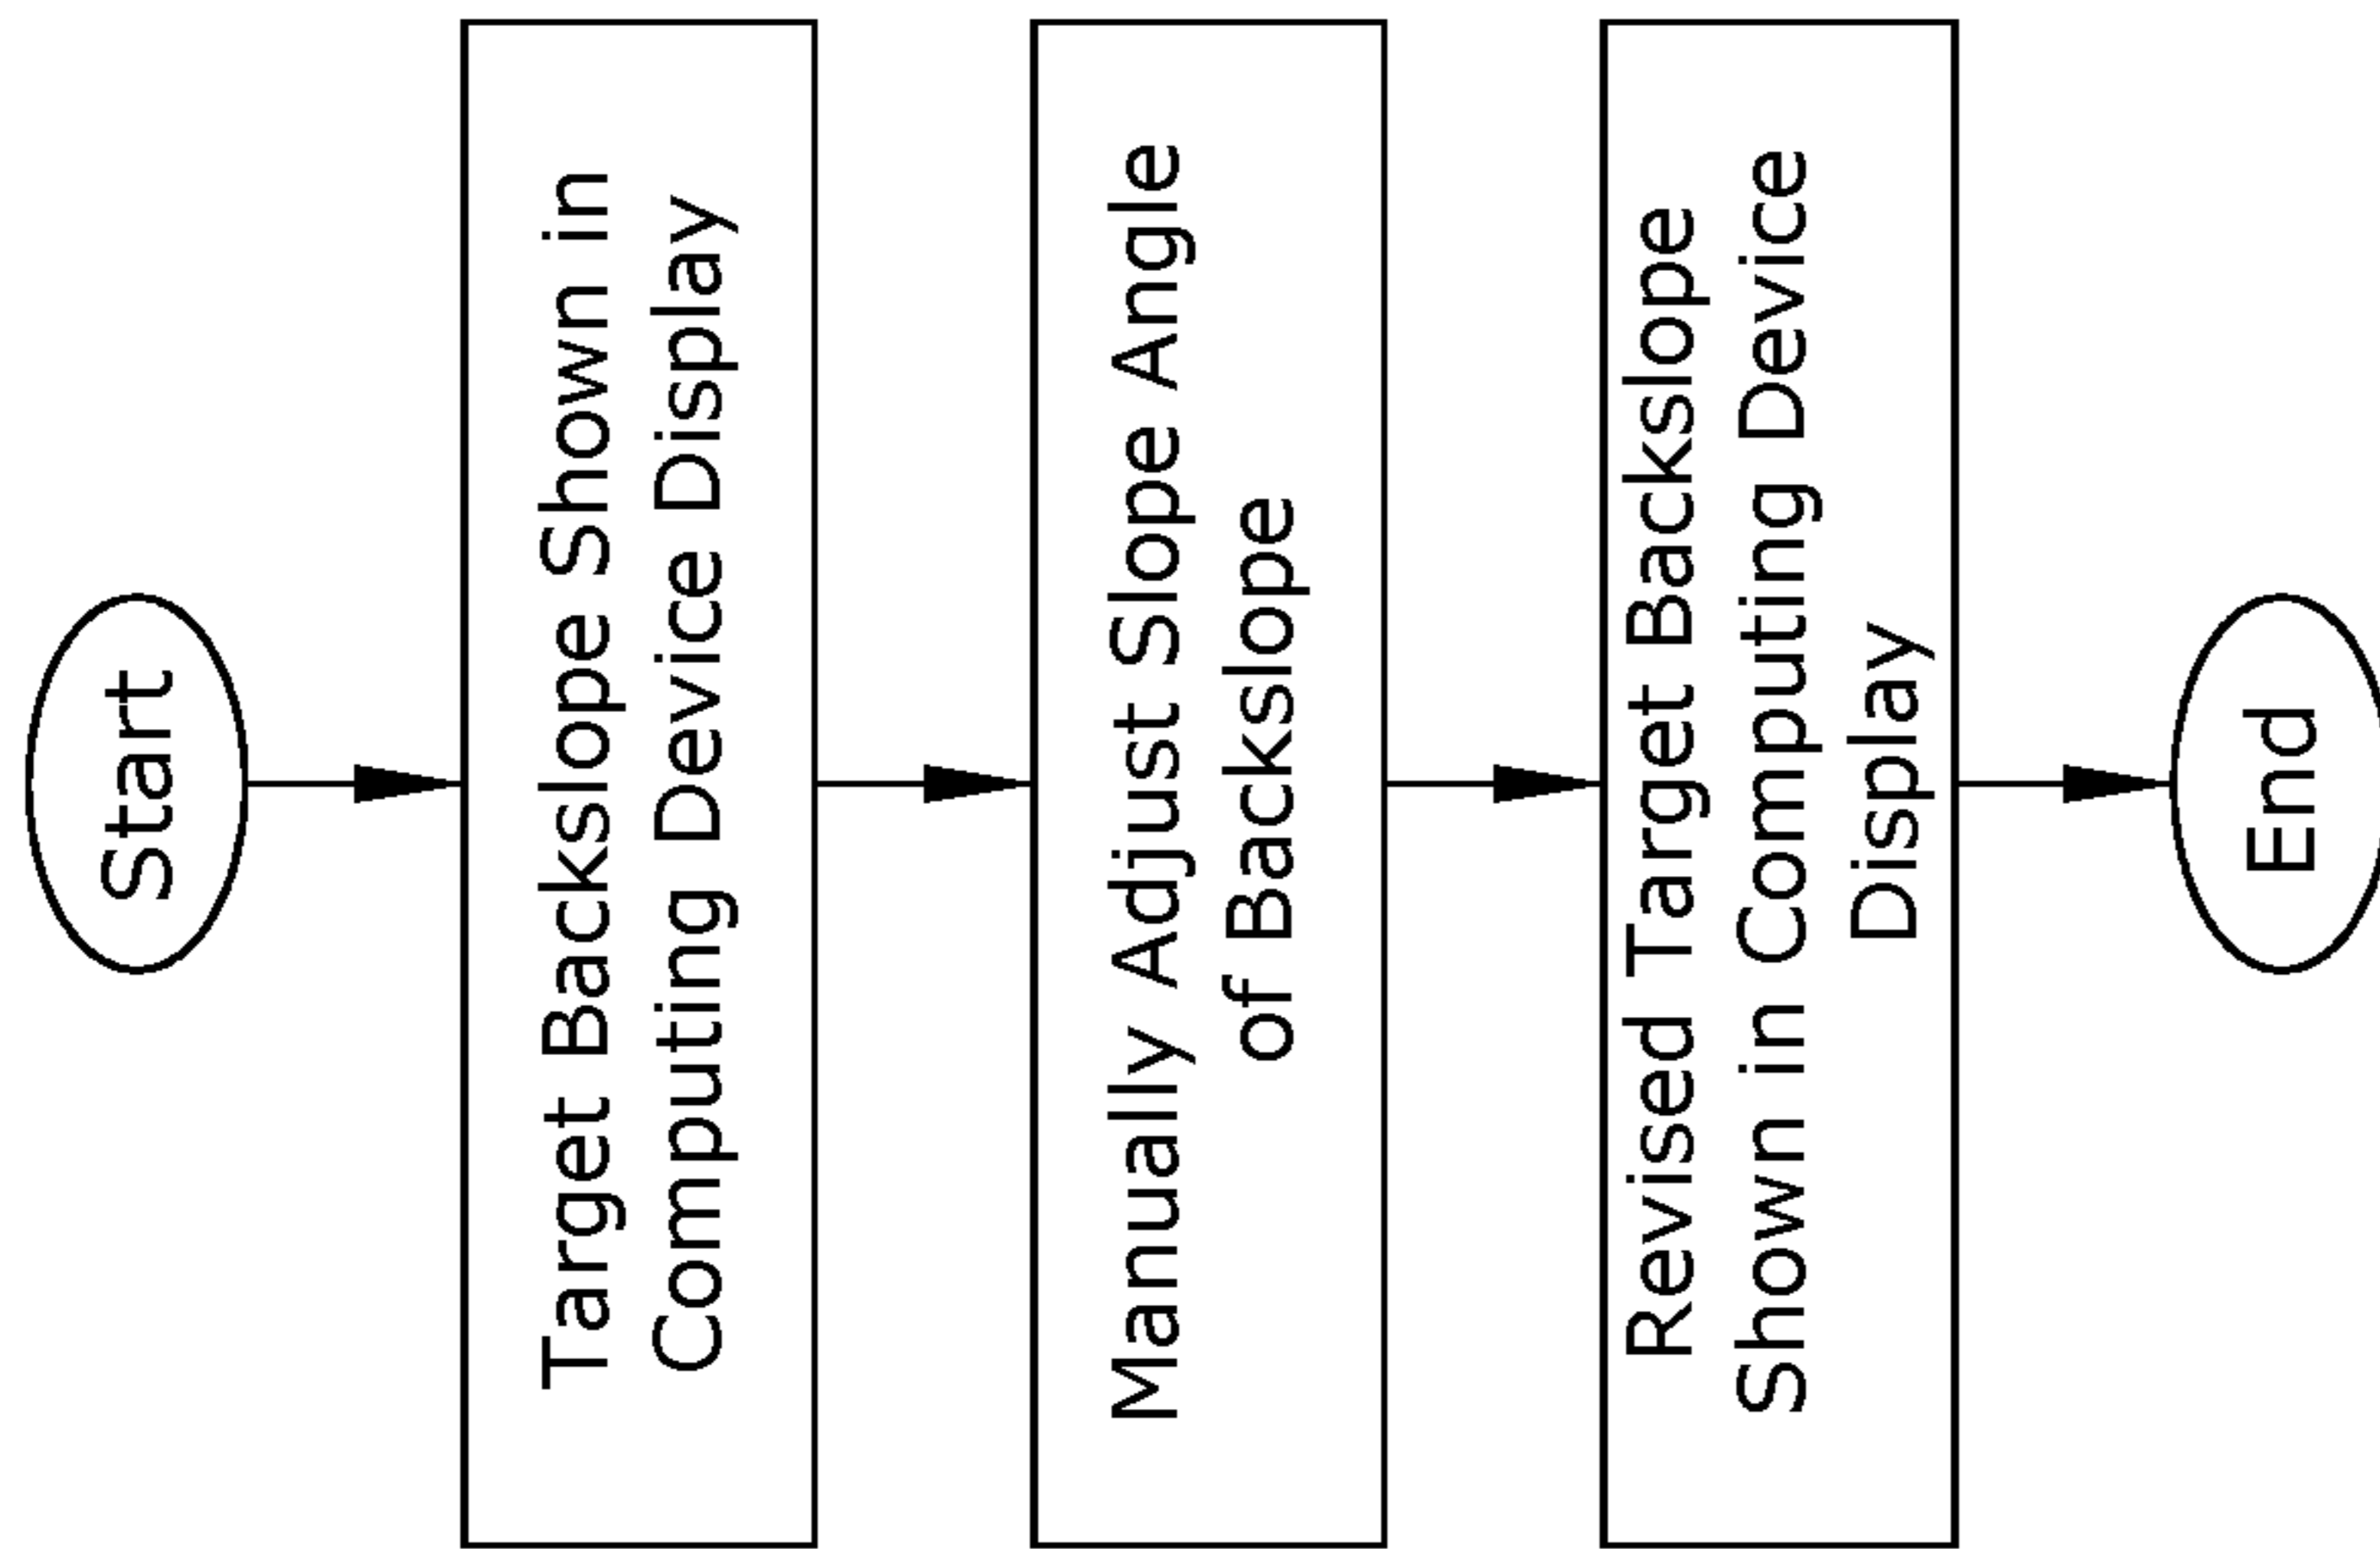 Start
Target Backslope Shown in
Computing Device Display
Manually Adjust Slope Angle
of Backslope
Revised Target Backslope
Shown in Computing Device
Display
End